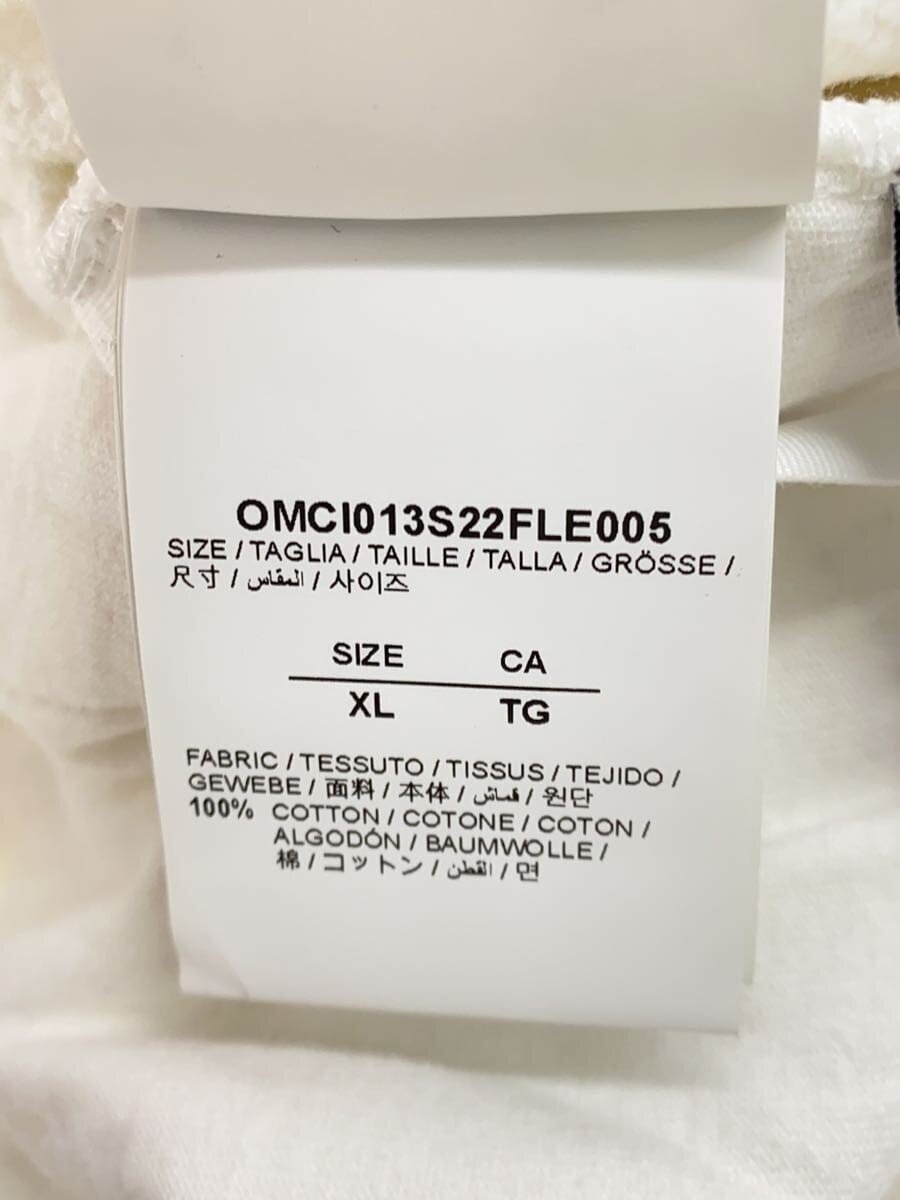 OMCI013S22FLE005
SIZE / TAGLIA / TAILLE / TALLA / GRÖSSE /
尺寸 / المقاس / 사이즈
SIZE CA
XL TG
FABRIC / TESSUTO / TISSUS / TEJIDO /
GEWEBE / 面料 / 本体 / قماش / 원단
100% COTTON / COTONE / COTON /
ALGODÓN / BAUMWOLLE /
棉 / コットン / القطن / 면